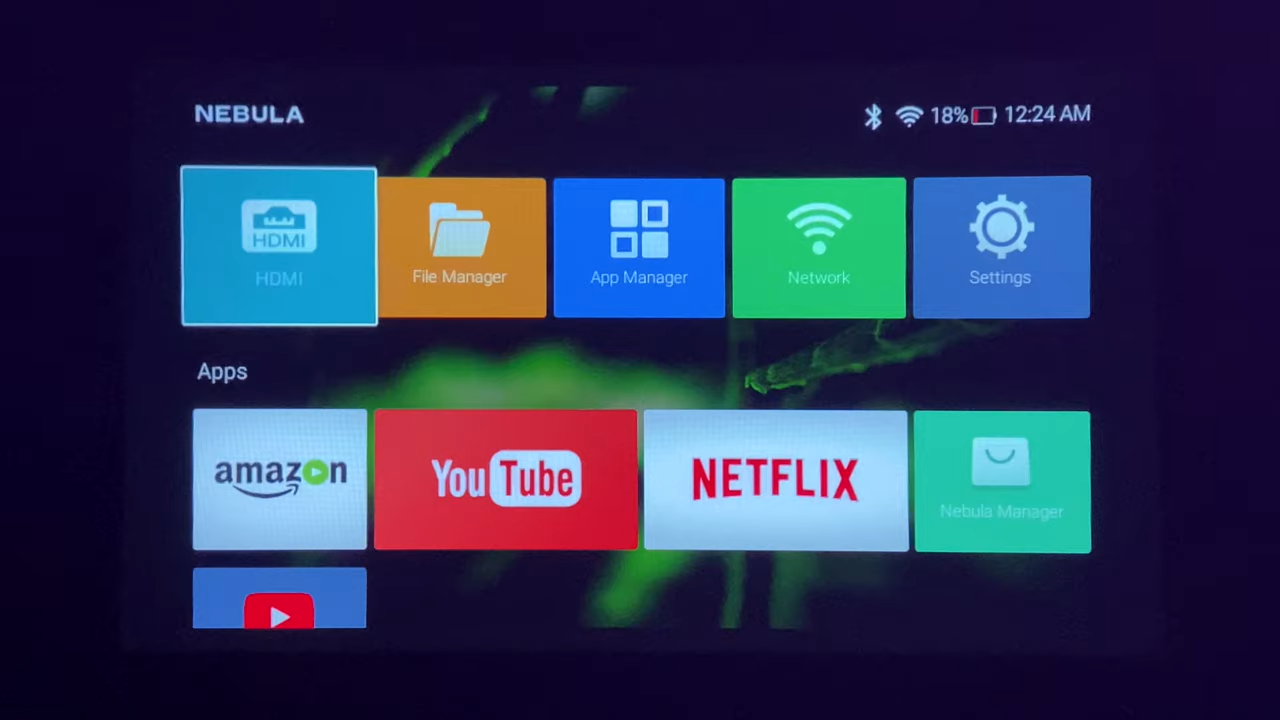 NEBULA
18% 12:24 AM
HDMI
HDMI
File Manager
App Manager
Network
Settings
Apps
amazon
YouTube
NETFLIX
Nebula Manager